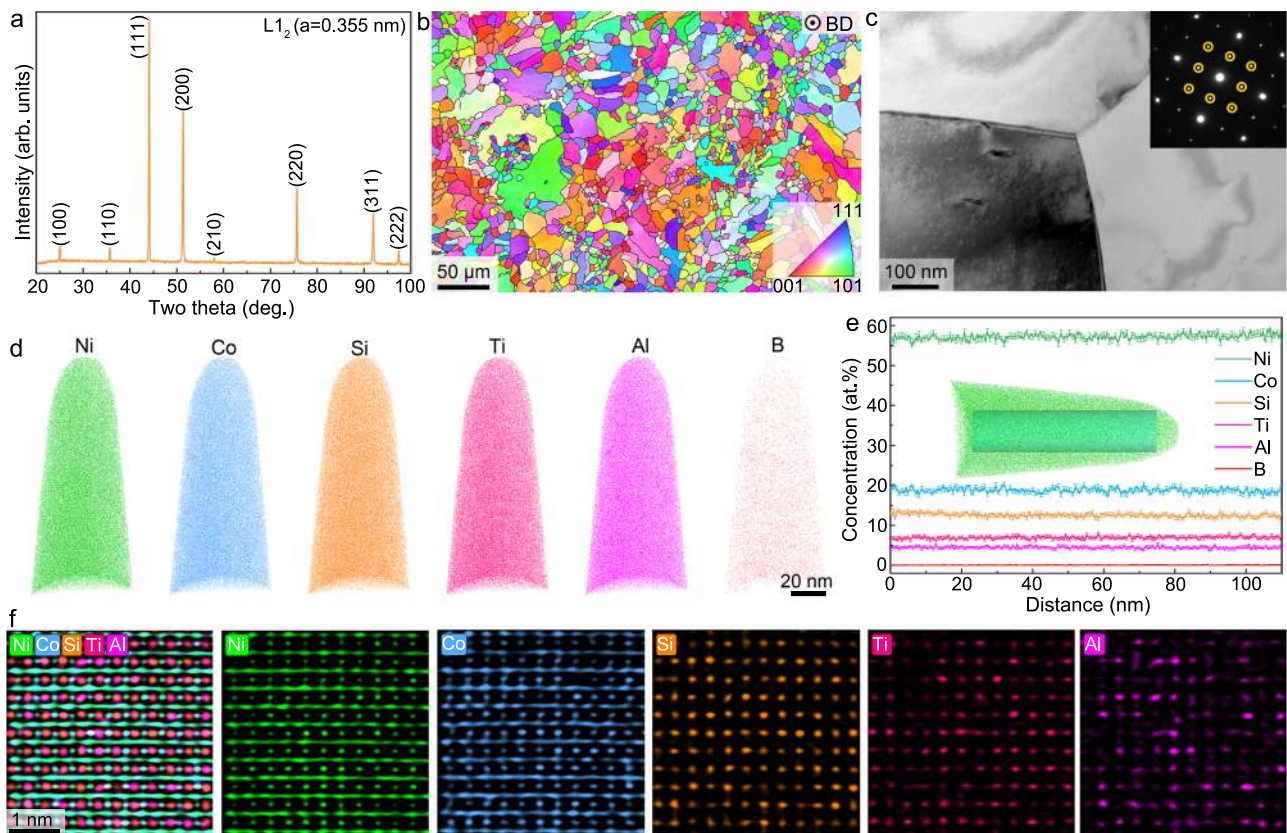 a
L1₂ (a=0.355 nm)
(111)
(200)
(220)
(311)
(100)
(110)
(210)
(222)
Intensity (arb. units)
20 30 40 50 60 70 80 90 100
Two theta (deg.)
b
BD
50 µm
111
001 101
c
100 nm
d
Ni Co Si Ti Al B
20 nm
e
60
50
40
30
20
10
0
Concentration (at.%)
Ni
Co
Si
Ti
Al
B
0 20 40 60 80 100
Distance (nm)
f
Ni Co Si Ti Al
1 nm
Ni
Co
Si
Ti
Al